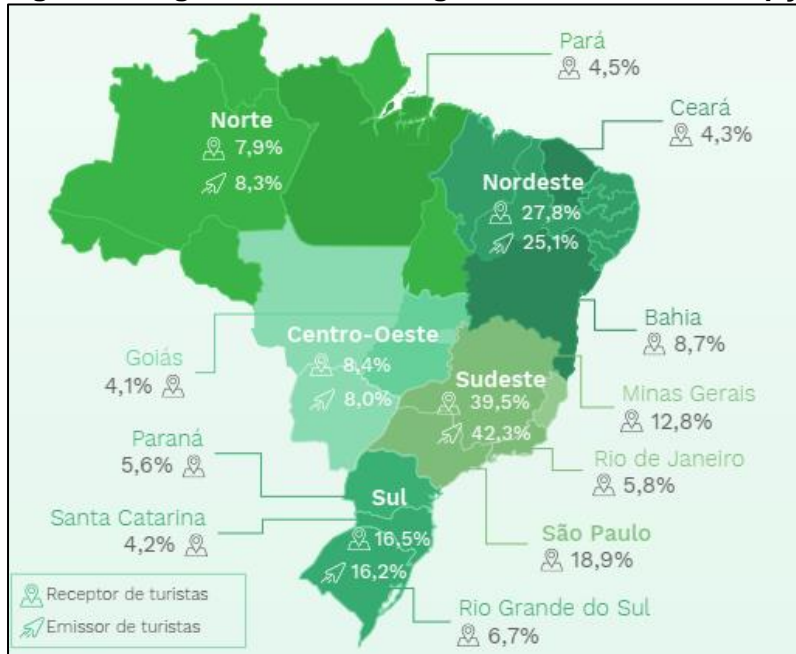 Pará
4,5%
Ceará
4,3%
Norte
7,9%
8,3%
Nordeste
27,8%
25,1%
Bahia
8,7%
Centro-Oeste
8,4%
8,0%
Goiás
4,1%
Sudeste
39,5%
42,3%
Minas Gerais
12,8%
Rio de Janeiro
5,8%
Paraná
5,6%
Sul
16,5%
16,2%
Santa Catarina
4,2%
São Paulo
18,9%
Rio Grande do Sul
6,7%
Receptor de turistas
Emissor de turistas